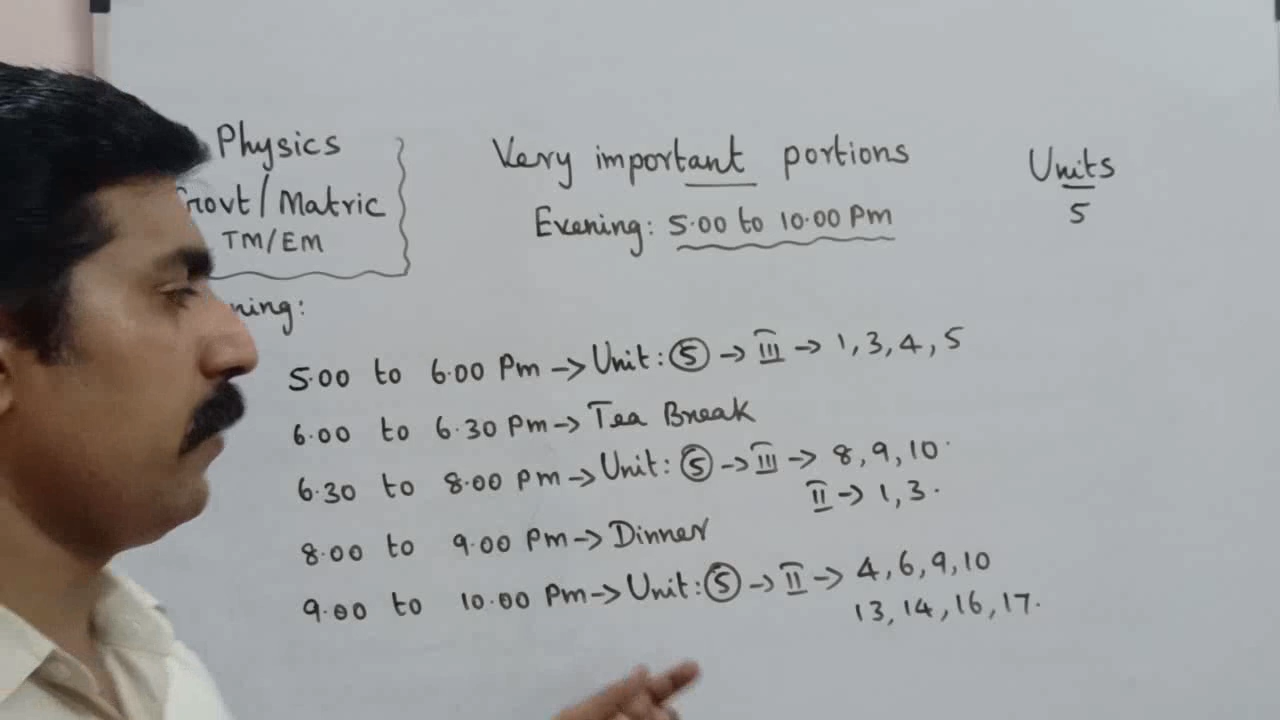 Physics
Govt/Matric
TM/EM
Very important portions
Evening: 5.00 to 10.00 Pm
Units
5
5.00 to 6.00 Pm -> Unit: ⑤ -> III -> 1, 3, 4, 5
6.00 to 6.30 Pm -> Tea Break
6.30 to 8.00 Pm -> Unit: ⑤ -> III -> 8, 9, 10.
II -> 1, 3.
8.00 to 9.00 Pm -> Dinner
9.00 to 10.00 Pm -> Unit: ⑤ -> II -> 4, 6, 9, 10
13, 14, 16, 17.